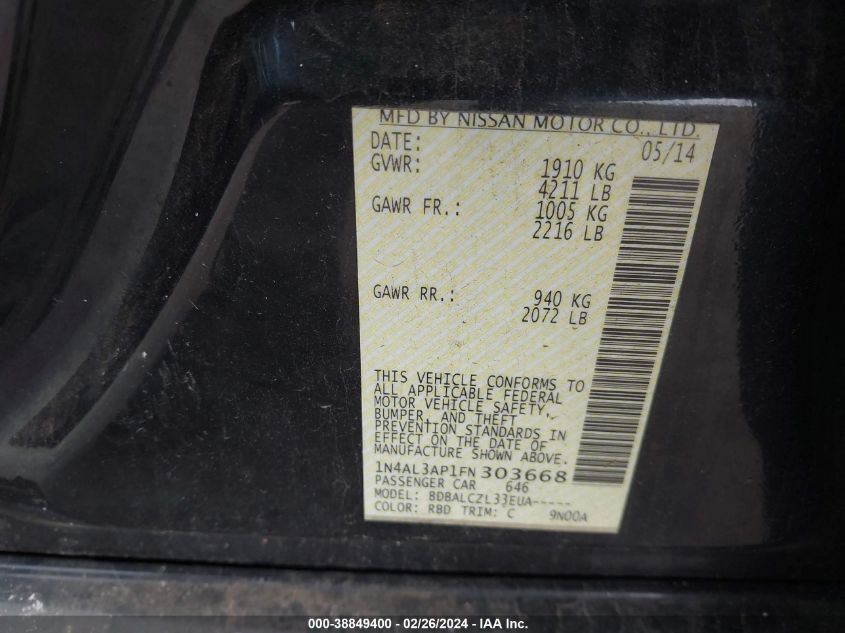 MFD BY NISSAN MOTOR CO., LTD.
DATE: 05/14
GVWR: 1910 KG
4211 LB
GAWR FR.: 1005 KG
2216 LB
GAWR RR.: 940 KG
2072 LB
THIS VEHICLE CONFORMS TO
ALL APPLICABLE FEDERAL
MOTOR VEHICLE SAFETY,
BUMPER, AND THEFT
PREVENTION STANDARDS IN
EFFECT ON THE DATE OF
MANUFACTURE SHOWN ABOVE.
1N4AL3AP1FN 303668
PASSENGER CAR 646
MODEL: BDBALCZL33EUA-----
COLOR: RBD TRIM: C 9N00A
000-38849400 - 02/26/2024 - IAA Inc.